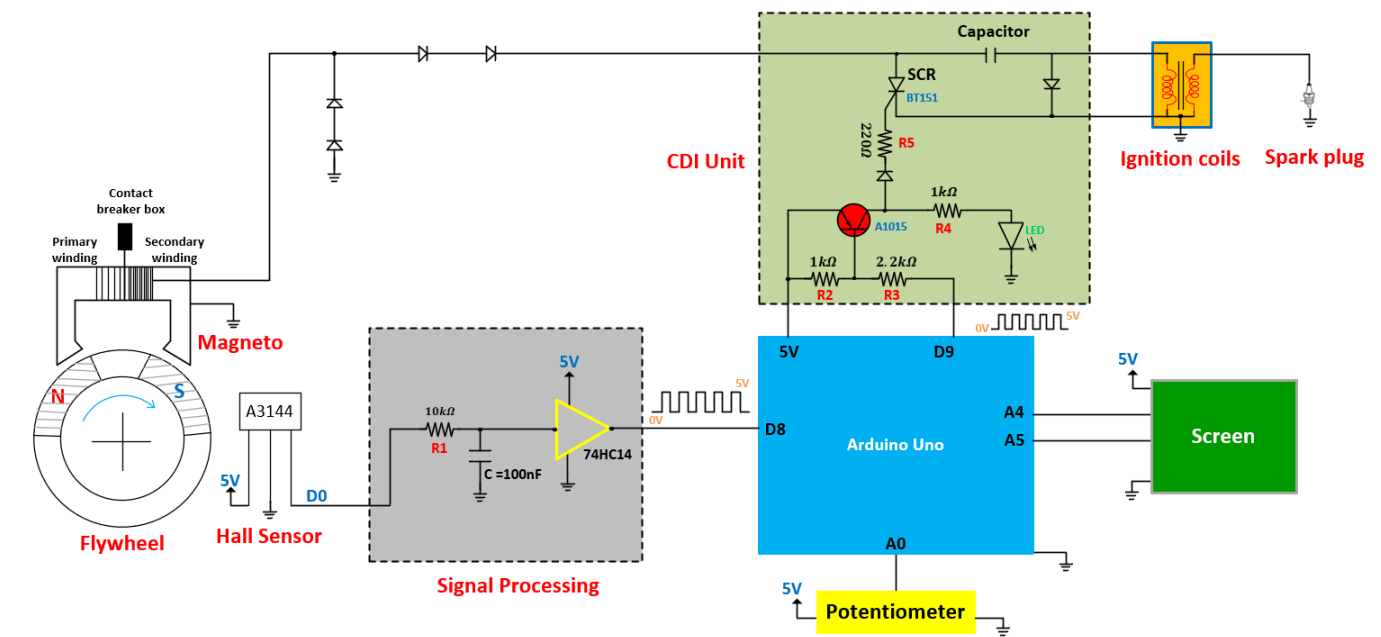 Capacitor
SCR
BT151
220Ω
R5
CDI Unit
Ignition coils
Spark plug
Contact
breaker box
Primary
winding
Secondary
winding
1kΩ
R4
A1015
LED
1kΩ
R2
2.2kΩ
R3
Magneto
N
S
Flywheel
A3144
5V
D0
Hall Sensor
5V
10kΩ
R1
C =100nF
74HC14
Signal Processing
5V
0V
0V
5V
5V
D9
D8
Arduino Uno
A4
A5
A0
5V
Screen
5V
Potentiometer